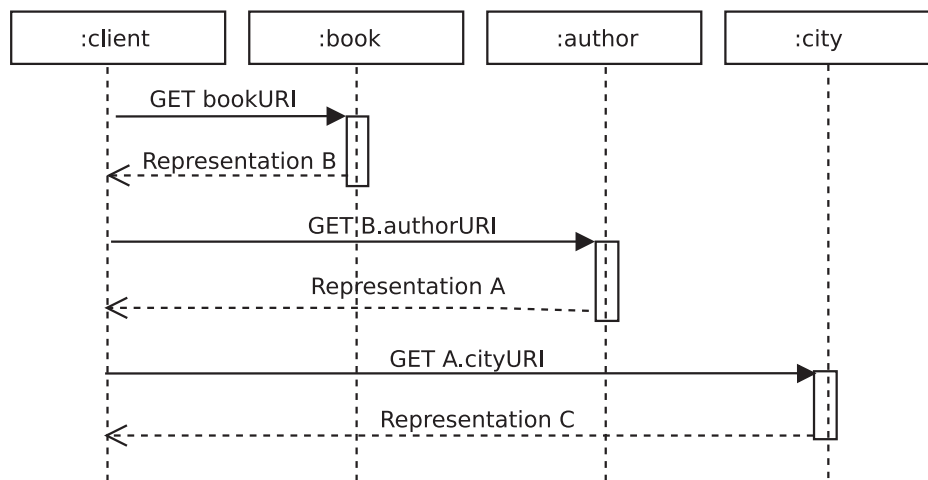 :client
:book
:author
:city
GET bookURI
Representation B
GET B.authorURI
Representation A
GET A.cityURI
Representation C